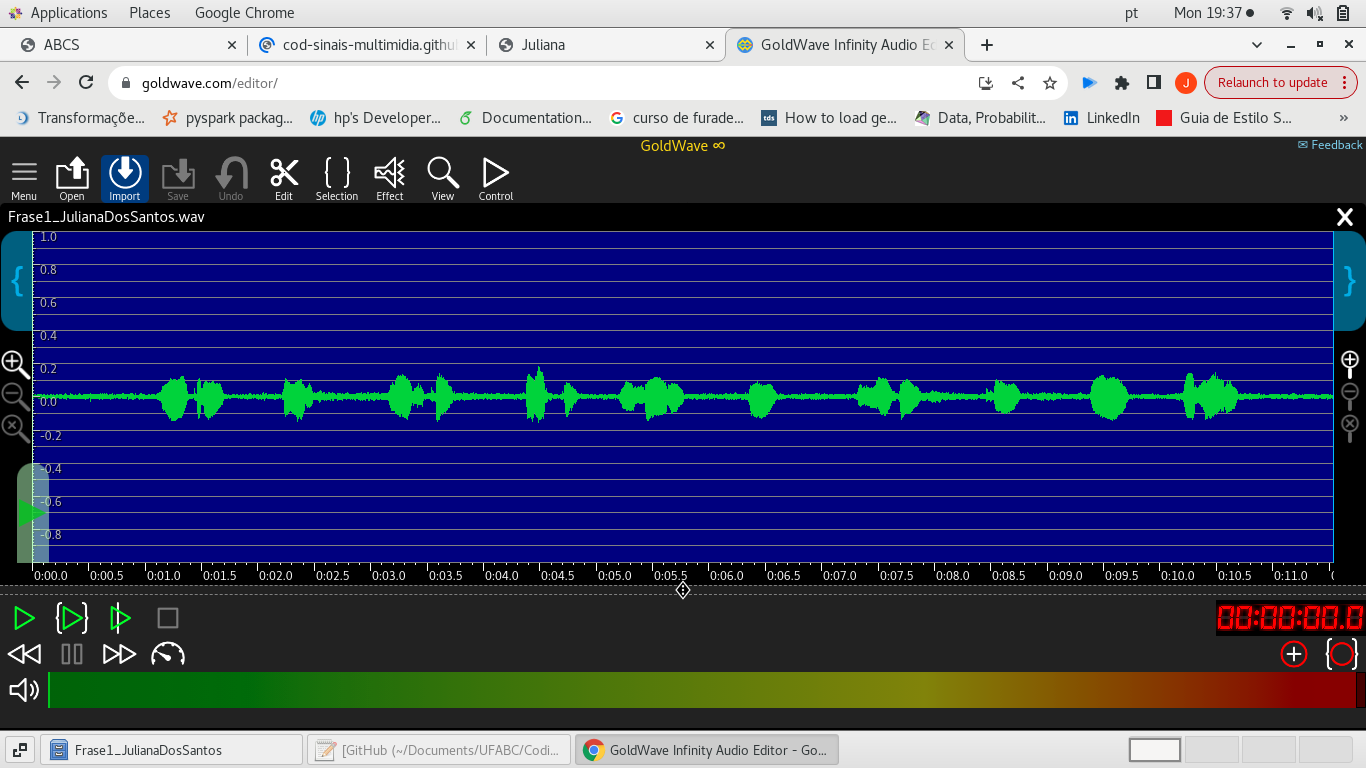 Applications Places Google Chrome pt Mon 19:37
ABCS cod-sinais-multimidia.githu Juliana GoldWave Infinity Audio Ec
goldwave.com/editor/ J Relaunch to update
Transformaçõe... pyspark packag... hp's Developer... Documentation... curso de furade... tds How to load ge... Data, Probabilit... LinkedIn Guia de Estilo S... »
GoldWave ∞ Feedback
Menu Open Import Save Undo Edit Selection Effect View Control
Frase1_JulianaDosSantos.wav X
1.0
0.8
0.6
0.4
0.2
0.0
-0.2
-0.4
-0.6
-0.8
0:00.0 0:00.5 0:01.0 0:01.5 0:02.0 0:02.5 0:03.0 0:03.5 0:04.0 0:04.5 0:05.0 0:05.5 0:06.0 0:06.5 0:07.0 0:07.5 0:08.0 0:08.5 0:09.0 0:09.5 0:10.0 0:10.5 0:11.0
00:00:00.0
Frase1_JulianaDosSantos [GitHub (~/Documents/UFABC/Codi... GoldWave Infinity Audio Editor - Go...